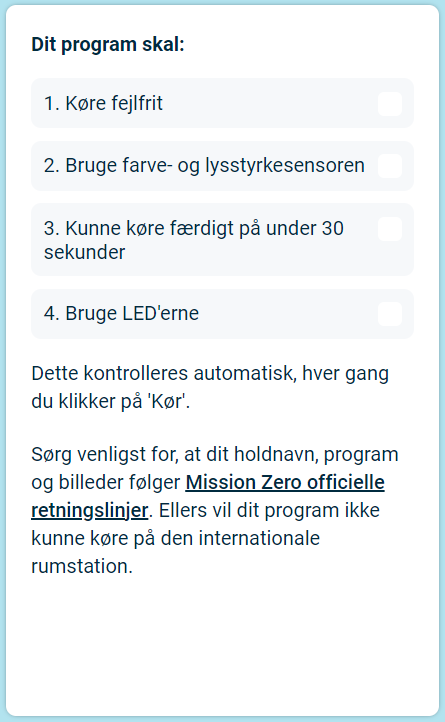 Dit program skal:
1. Køre fejlfrit
2. Bruge farve- og lysstyrkesensoren
3. Kunne køre færdigt på under 30
sekunder
4. Bruge LED'erne
Dette kontrolleres automatisk, hver gang
du klikker på 'Kør'.
Sørg venligst for, at dit holdnavn, program
og billeder følger Mission Zero officielle
retningslinjer. Ellers vil dit program ikke
kunne køre på den internationale
rumstation.